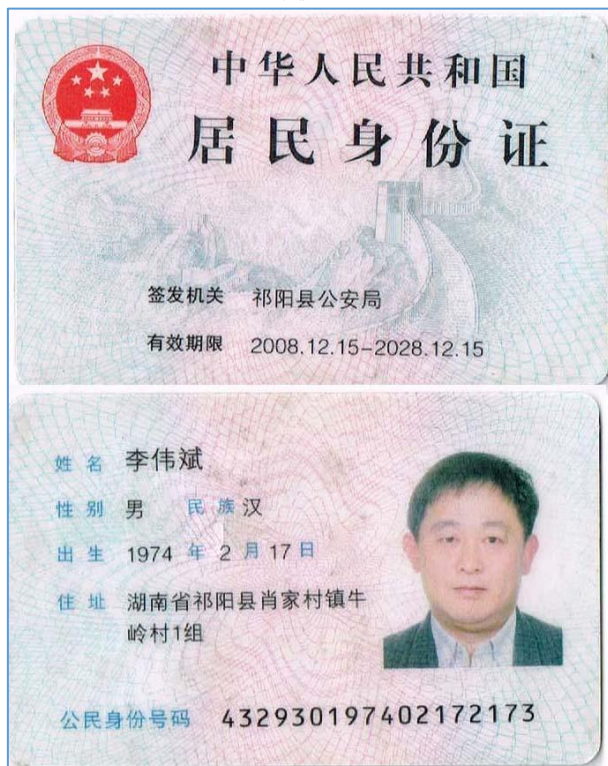 中华人民共和国
居民身份证
签发机关 祁阳县公安局
有效期限 2008.12.15-2028.12.15
姓名 李伟斌
性别 男 民族 汉
出生 1974 年 2 月 17 日
住址 湖南省祁阳县肖家村镇牛
岭村1组
公民身份号码 432930197402172173